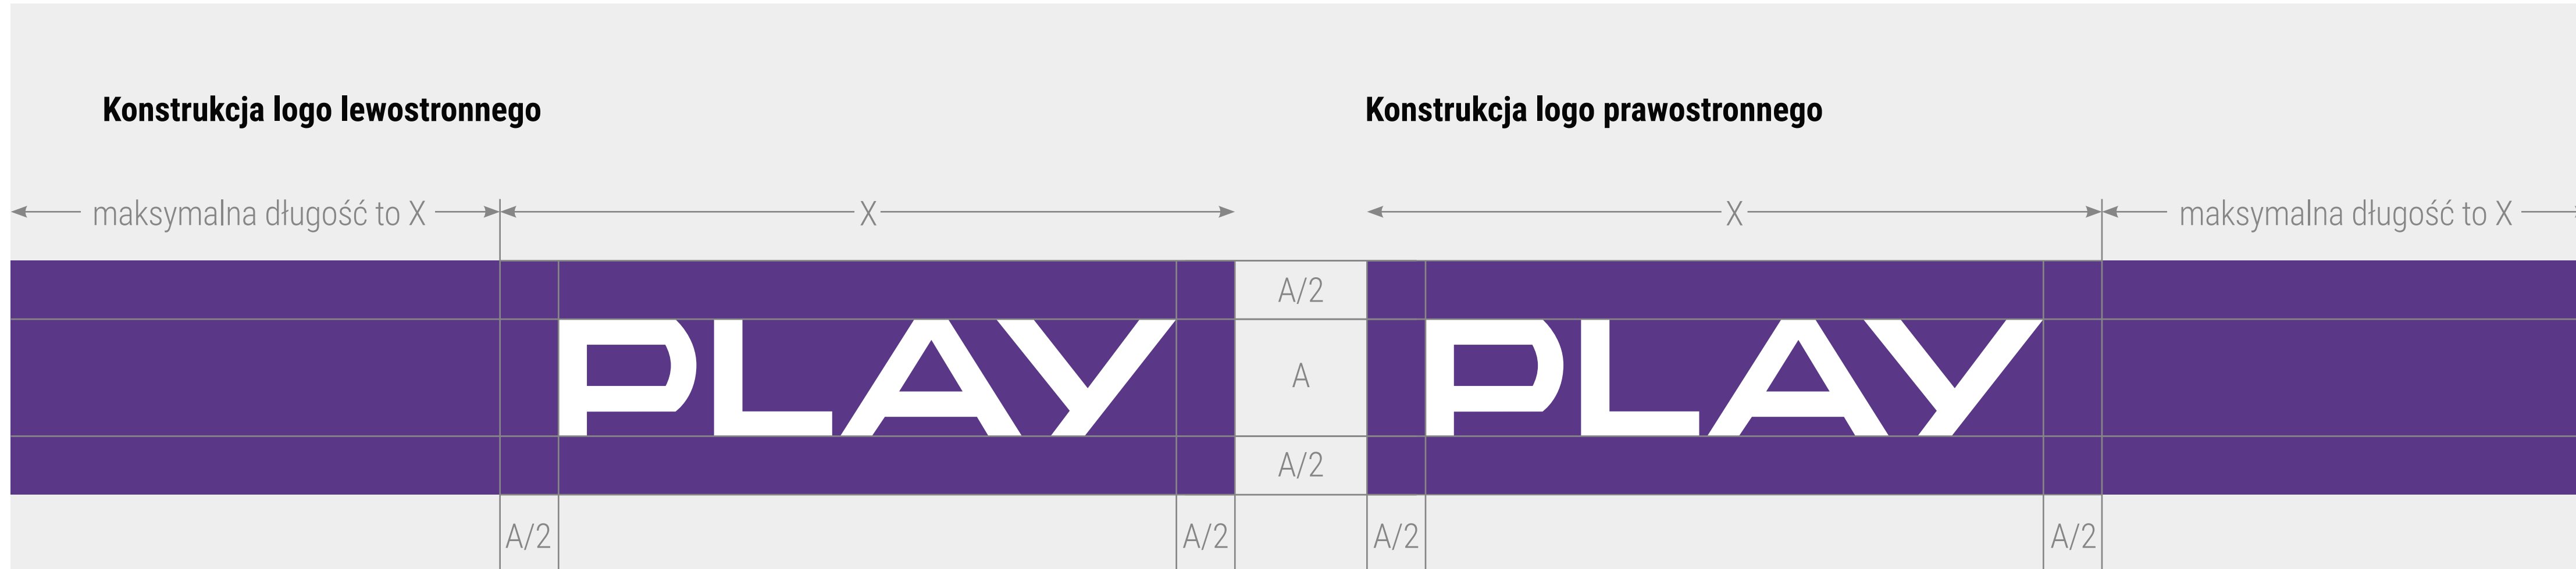 Konstrukcja logo lewostronnego
Konstrukcja logo prawostronnego
maksymalna długość to X
X
X
maksymalna długość to X
A/2
PLAY
A
PLAY
A/2
A/2
A/2
A/2
A/2